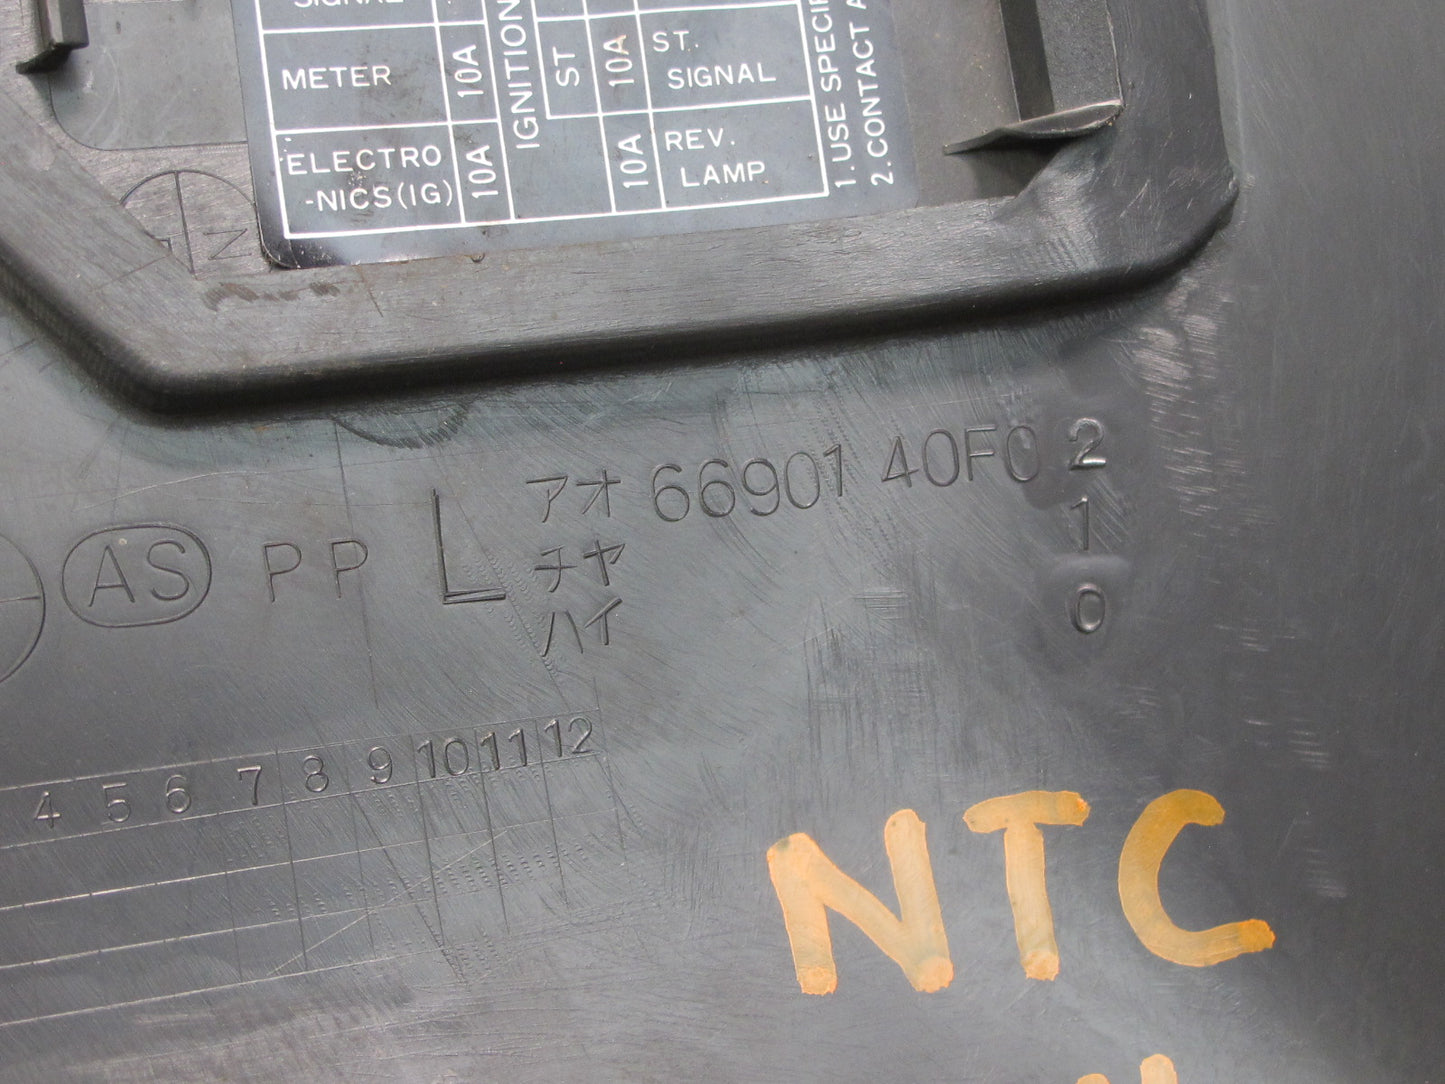 SIGNAL
METER 10A
ELECTRO
-NICS(IG) 10A
IGNITION
ST 10A ST.
SIGNAL
10A REV.
LAMP
1.USE SPECIF
2.CONTACT A
N
アオ 66901 40F0 2
チヤ 1
ハイ 0
AS PP L
4 5 6 7 8 9 10 11 12
NTC